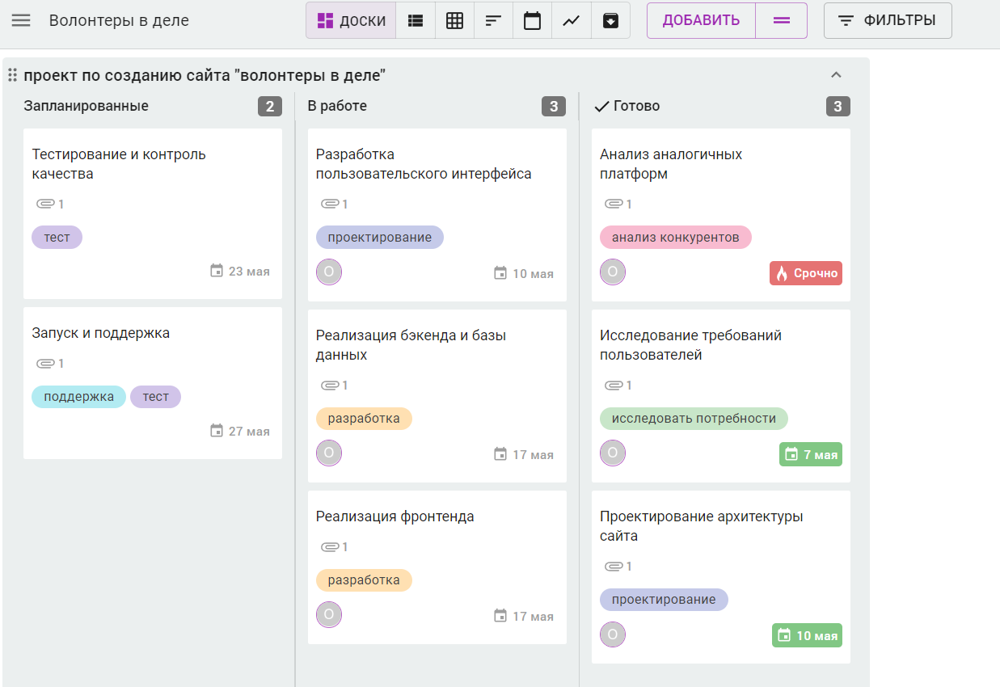 Волонтеры в деле
ДОСКИ
ДОБАВИТЬ
ФИЛЬТРЫ
проект по созданию сайта "волонтеры в деле"
Запланированные
2
Тестирование и контроль
качества
1
тест
23 мая
Запуск и поддержка
1
поддержка
тест
27 мая
В работе
3
Разработка
пользовательского интерфейса
1
проектирование
О
10 мая
Реализация бэкенда и базы
данных
1
разработка
О
17 мая
Реализация фронтенда
1
разработка
О
17 мая
Готово
3
Анализ аналогичных
платформ
1
анализ конкурентов
О
Срочно
Исследование требований
пользователей
1
исследовать потребности
О
7 мая
Проектирование архитектуры
сайта
1
проектирование
О
10 мая